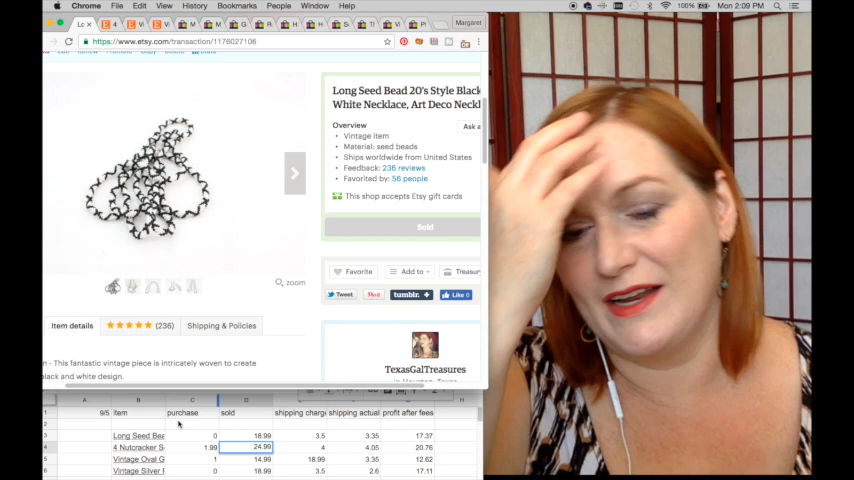 Chrome File Edit View History Bookmarks People Window Help
100% Mon 2:09 PM
Margaret
https://www.etsy.com/transaction/1176027106
Long Seed Bead 20's Style Black
White Necklace, Art Deco Neckl
Overview
Ask a
• Vintage item
• Material: seed beads
• Ships worldwide from United States
• Feedback: 236 reviews
• Favorited by: 56 people
This shop accepts Etsy gift cards
Sold
Favorite Add to Treasury
zoom
Tweet Pin it tumblr. + Like 0
Item details (236) Shipping & Policies
TexasGalTreasures
n - This fantastic vintage piece is intricately woven to create
black and white design.
A B C D E F G H
1 9/5 item purchase sold shipping charge shipping actual profit after fees
2
3 Long Seed Bea 0 18.99 3.5 3.35 17.37
4 4 Nutcracker S 1.99 24.99 4 4.05 20.76
5 Vintage Oval G 1 14.99 18.99 3.35 12.62
6 Vintage Silver F 0 18.99 3.5 2.6 17.11